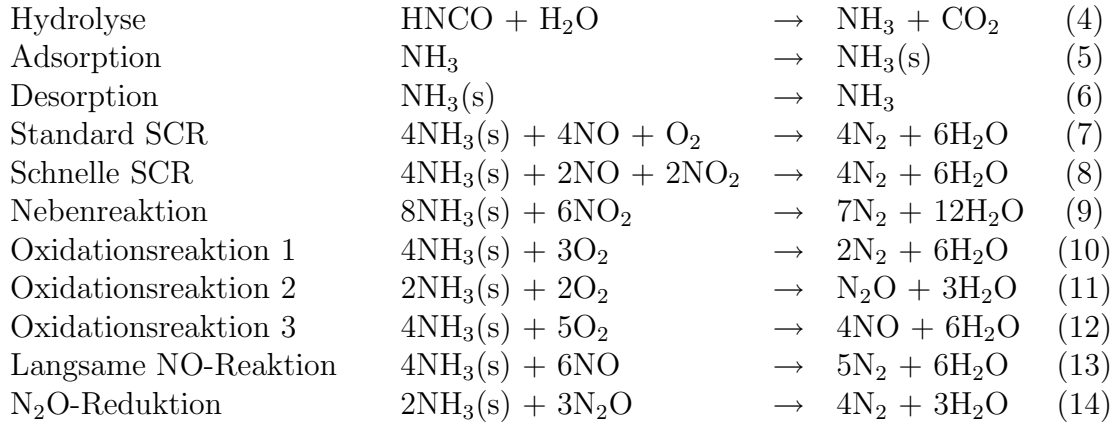 Hydrolyse HNCO + H₂O → NH₃ + CO₂ (4)
Adsorption NH₃ → NH₃(s) (5)
Desorption NH₃(s) → NH₃ (6)
Standard SCR 4NH₃(s) + 4NO + O₂ → 4N₂ + 6H₂O (7)
Schnelle SCR 4NH₃(s) + 2NO + 2NO₂ → 4N₂ + 6H₂O (8)
Nebenreaktion 8NH₃(s) + 6NO₂ → 7N₂ + 12H₂O (9)
Oxidationsreaktion 1 4NH₃(s) + 3O₂ → 2N₂ + 6H₂O (10)
Oxidationsreaktion 2 2NH₃(s) + 2O₂ → N₂O + 3H₂O (11)
Oxidationsreaktion 3 4NH₃(s) + 5O₂ → 4NO + 6H₂O (12)
Langsame NO-Reaktion 4NH₃(s) + 6NO → 5N₂ + 6H₂O (13)
N₂O-Reduktion 2NH₃(s) + 3N₂O → 4N₂ + 3H₂O (14)